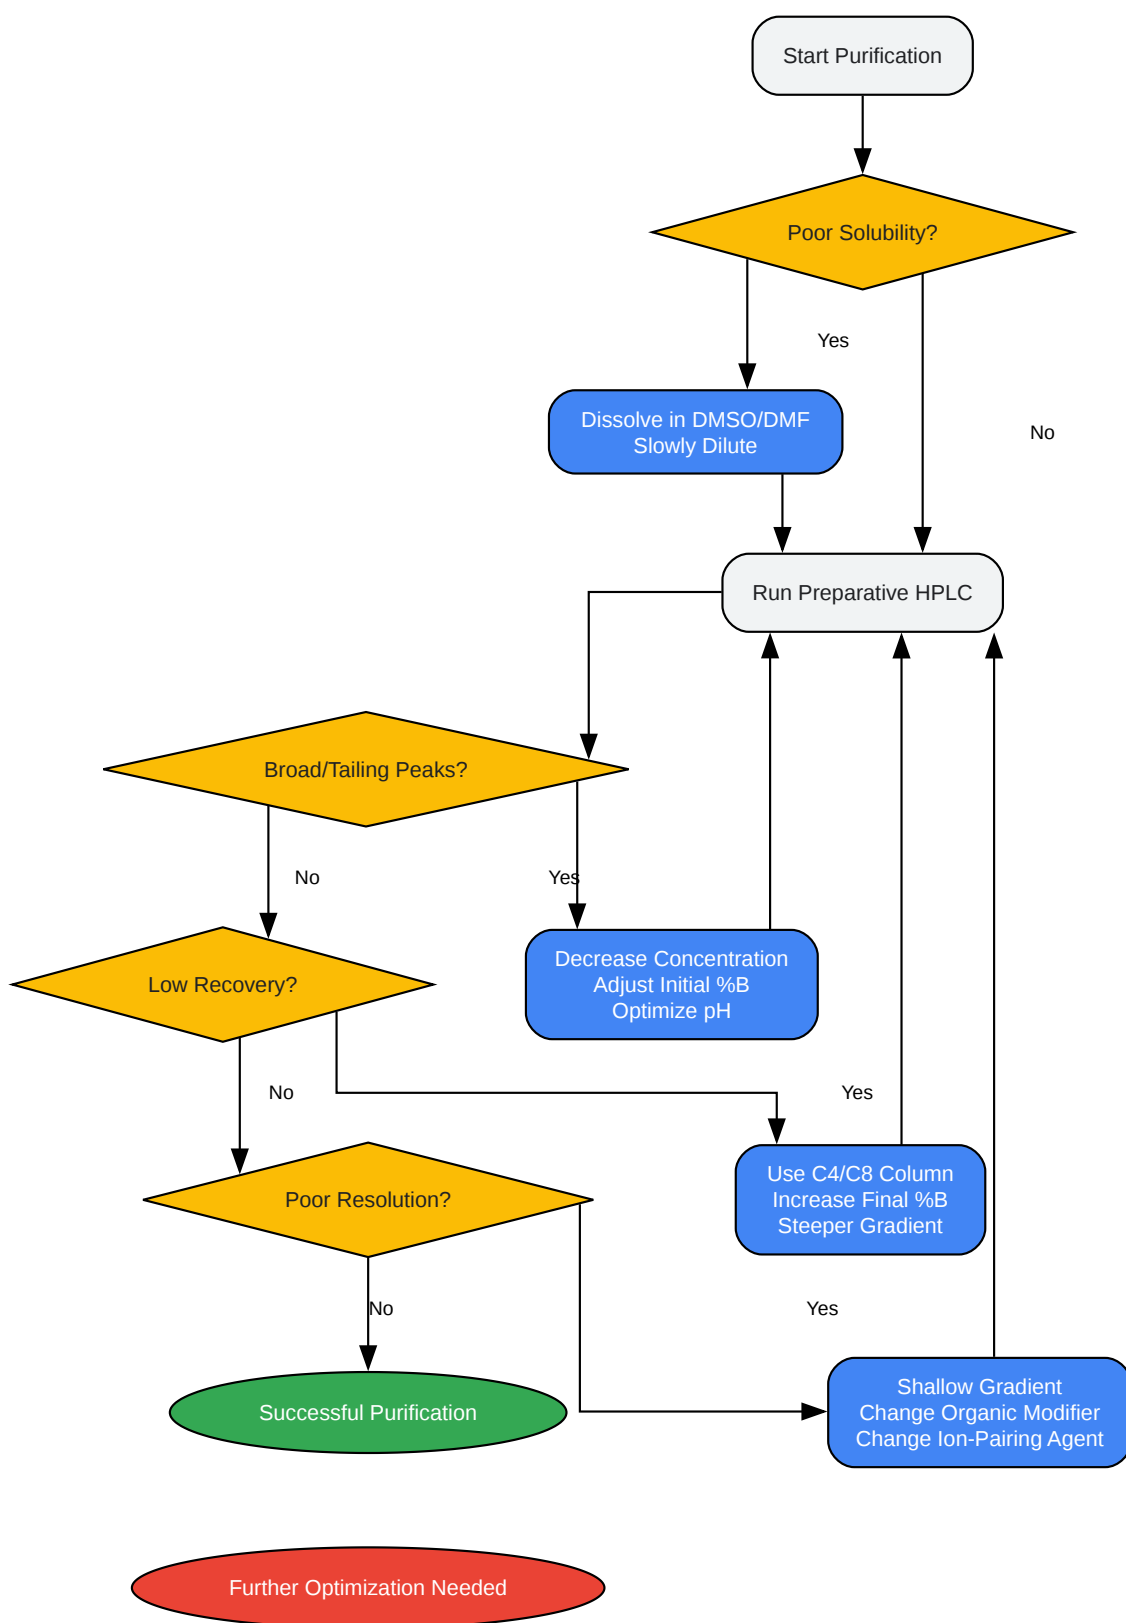 Start Purification
Poor Solubility?
Yes
No
Dissolve in DMSO/DMF
Slowly Dilute
Run Preparative HPLC
Broad/Tailing Peaks?
No
Yes
Decrease Concentration
Adjust Initial %B
Optimize pH
Low Recovery?
No
Yes
Use C4/C8 Column
Increase Final %B
Steeper Gradient
Poor Resolution?
No
Yes
Successful Purification
Shallow Gradient
Change Organic Modifier
Change Ion-Pairing Agent
Further Optimization Needed